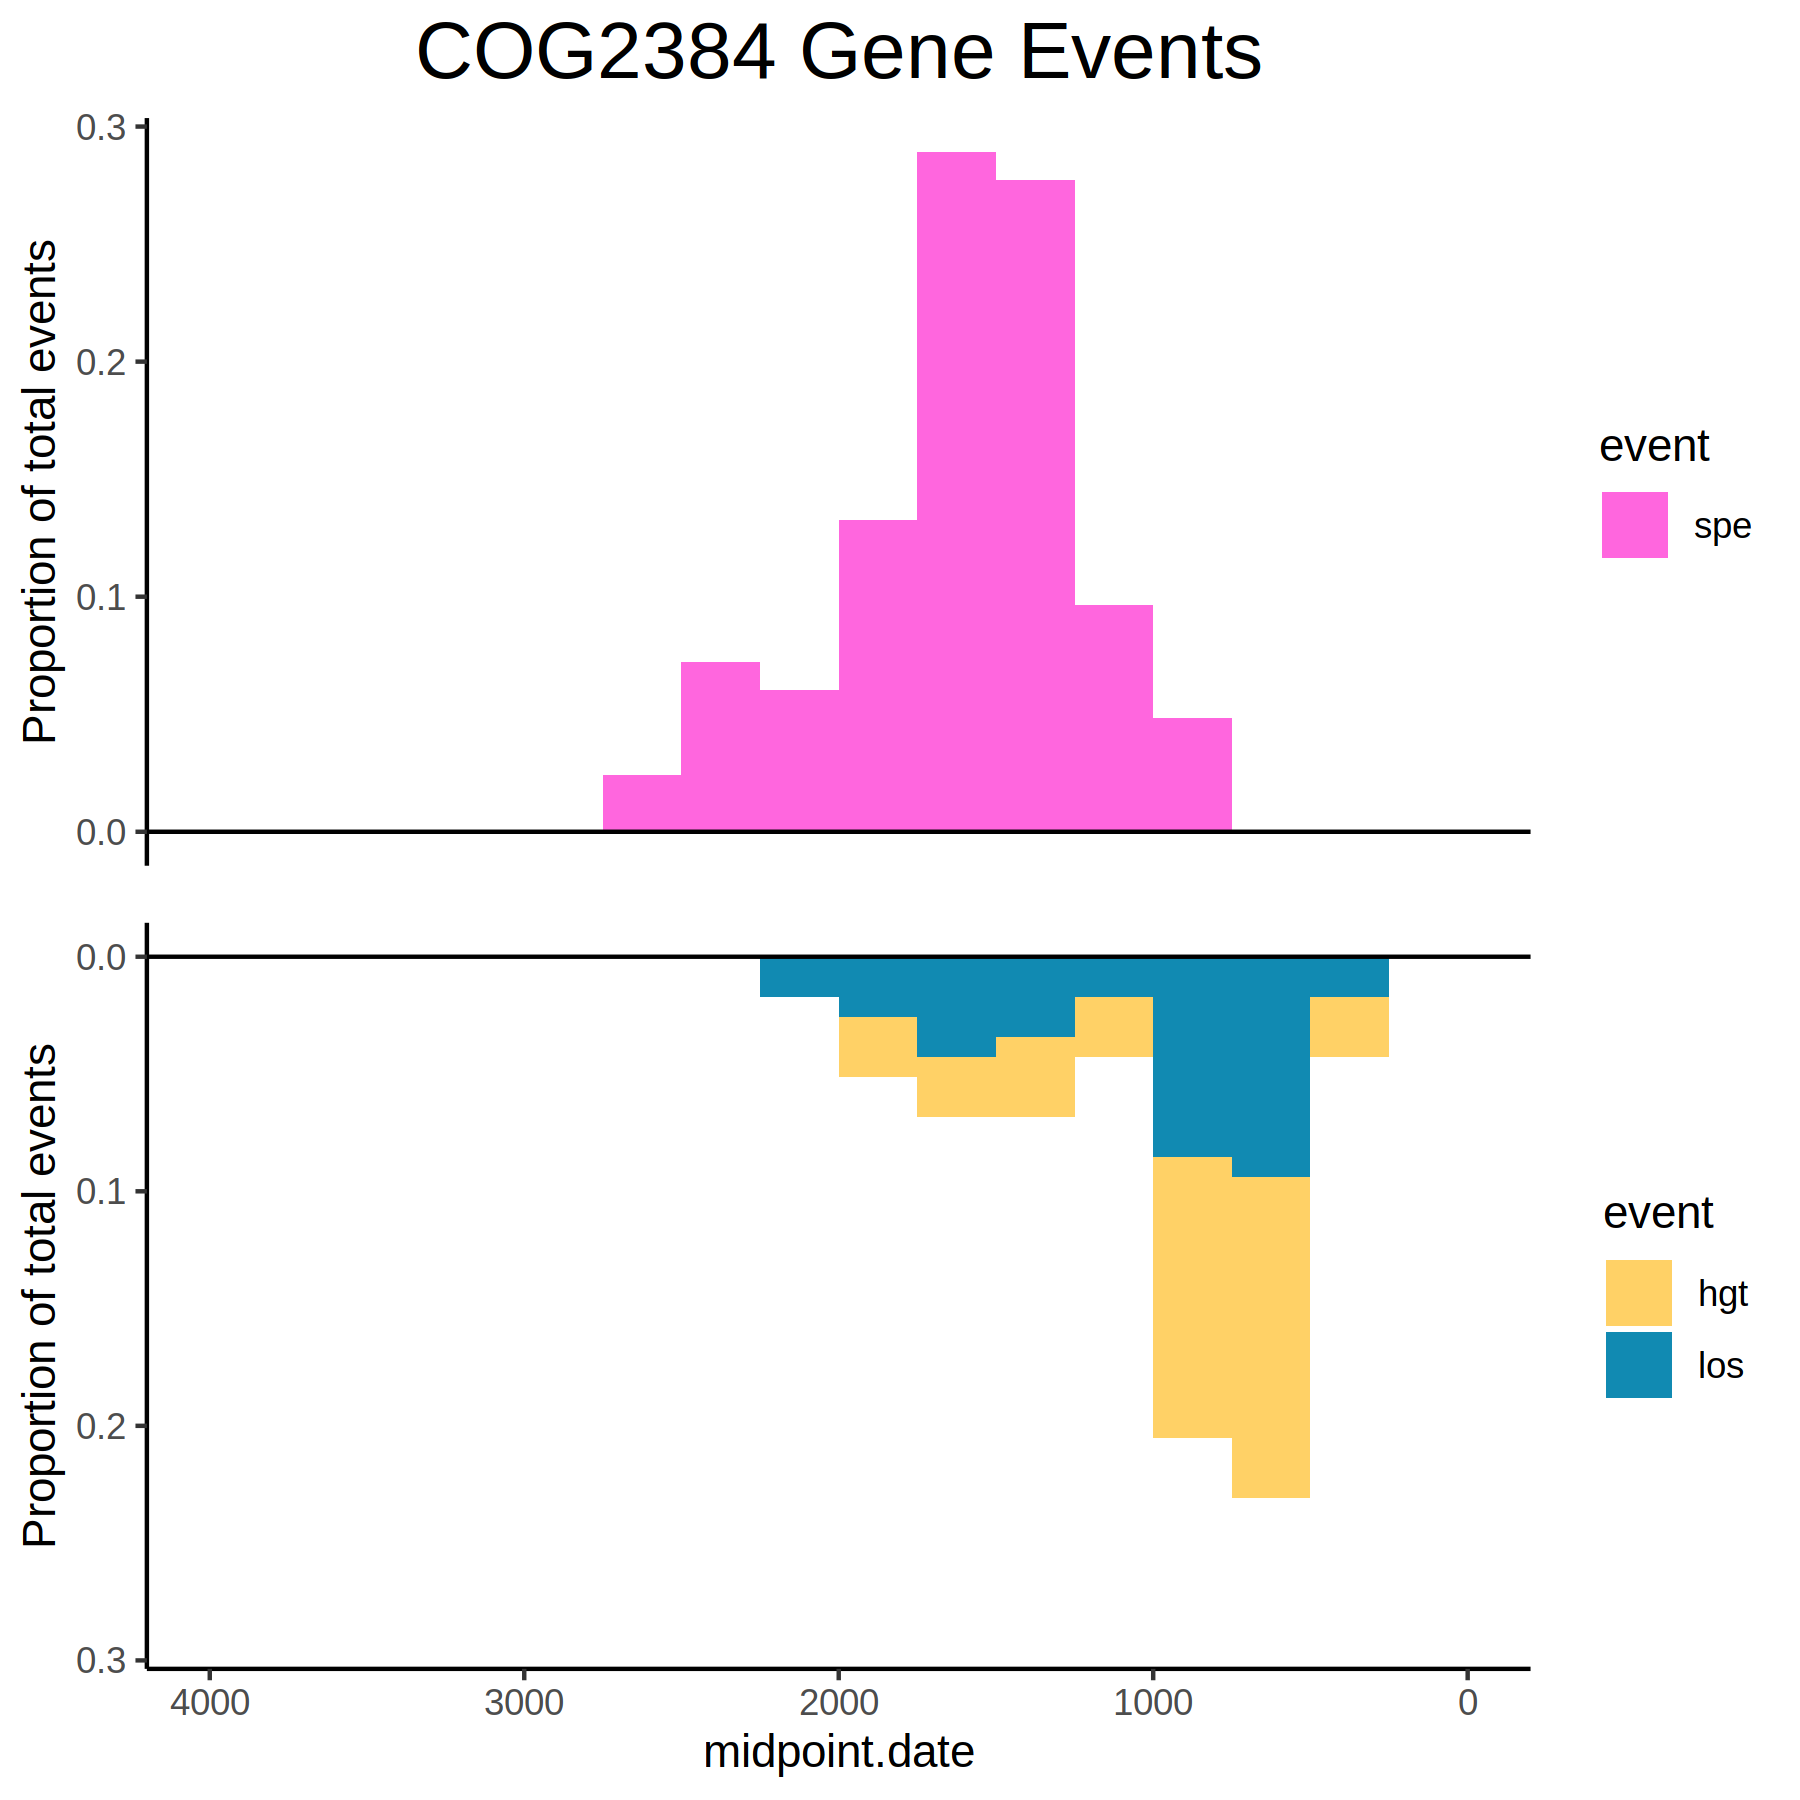 COG2384 Gene Events
Proportion of total events
0.3
0.2
0.1
0.0
event
spe
Proportion of total events
0.0
0.1
0.2
0.3
event
hgt
los
4000 3000 2000 1000 0
midpoint.date